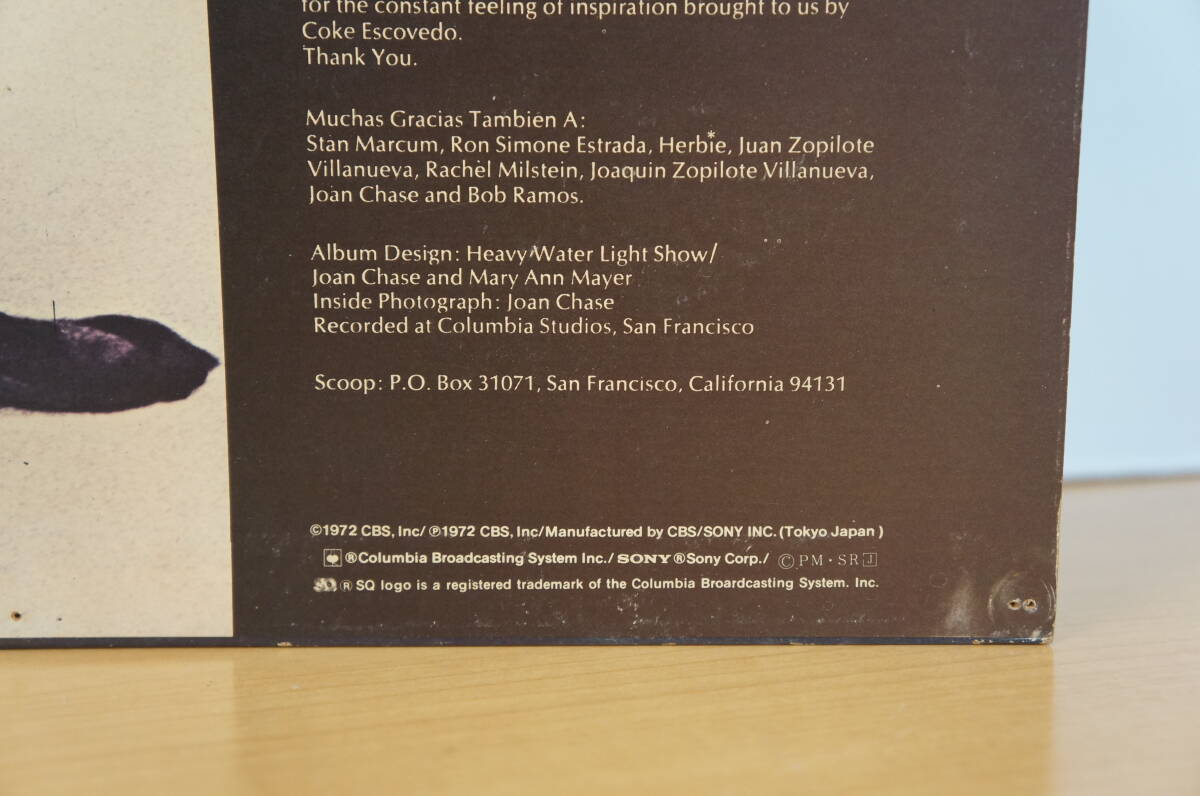 for the constant feeling of inspiration brought to us by
Coke Escovedo.
Thank You.
Muchas Gracias Tambien A:
Stan Marcum, Ron Simone Estrada, Herbie*, Juan Zopilote
Villanueva, Rachel Milstein, Joaquin Zopilote Villanueva,
Joan Chase and Bob Ramos.
Album Design: Heavy Water Light Show/
Joan Chase and Mary Ann Mayer
Inside Photograph: Joan Chase
Recorded at Columbia Studios, San Francisco
Scoop: P.O. Box 31071, San Francisco, California 94131
©1972 CBS, Inc/ ℗1972 CBS, Inc/Manufactured by CBS/SONY INC. (Tokyo Japan)
®Columbia Broadcasting System Inc./ SONY ®Sony Corp./ ©PM·SR J
® SQ logo is a registered trademark of the Columbia Broardcasting System. Inc.